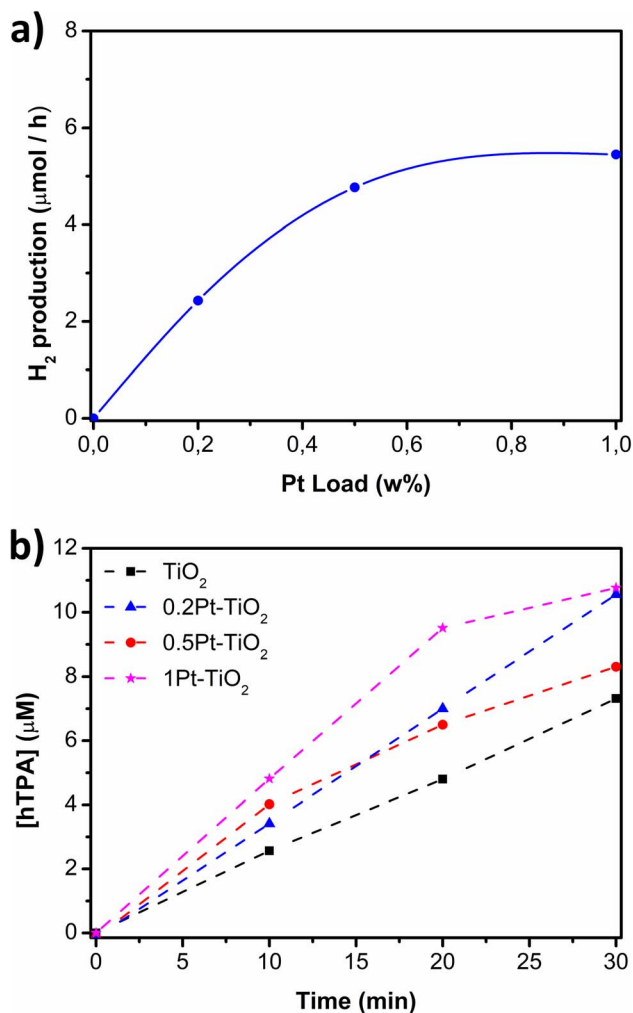 a)
8
6
4
2
0
H₂ production (μmol / h)
0,0 0,2 0,4 0,6 0,8 1,0
Pt Load (w%)
b)
12
10
8
6
4
2
0
[hTPA] (μM)
TiO₂
0.2Pt-TiO₂
0.5Pt-TiO₂
1Pt-TiO₂
0 5 10 15 20 25 30
Time (min)